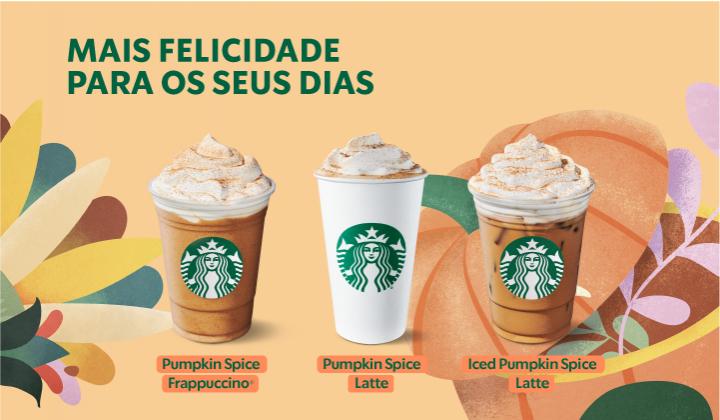 MAIS FELICIDADE
PARA OS SEUS DIAS
Pumpkin Spice
Frappuccino®
Pumpkin Spice
Latte
Iced Pumpkin Spice
Latte